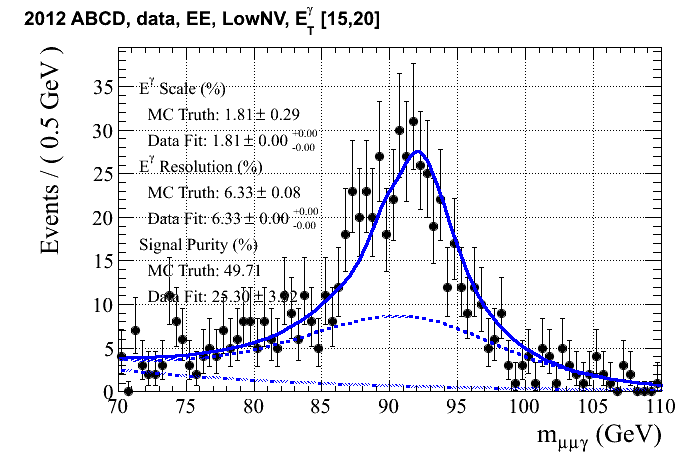 2012 ABCD, data, EE, LowNV, E_T^γ [15,20]
Events / ( 0.5 GeV )
E^γ Scale (%)
MC Truth: 1.81 ± 0.29
Data Fit: 1.81 ± 0.00 +0.00 -0.00
E^γ Resolution (%)
MC Truth: 6.33 ± 0.08
Data Fit: 6.33 ± 0.00 +0.00 -0.00
Signal Purity (%)
MC Truth: 49.71
Data Fit: 25.30 ±
35
30
25
20
15
10
5
0
70 75 80 85 90 95 100 105 110
m_μμγ (GeV)